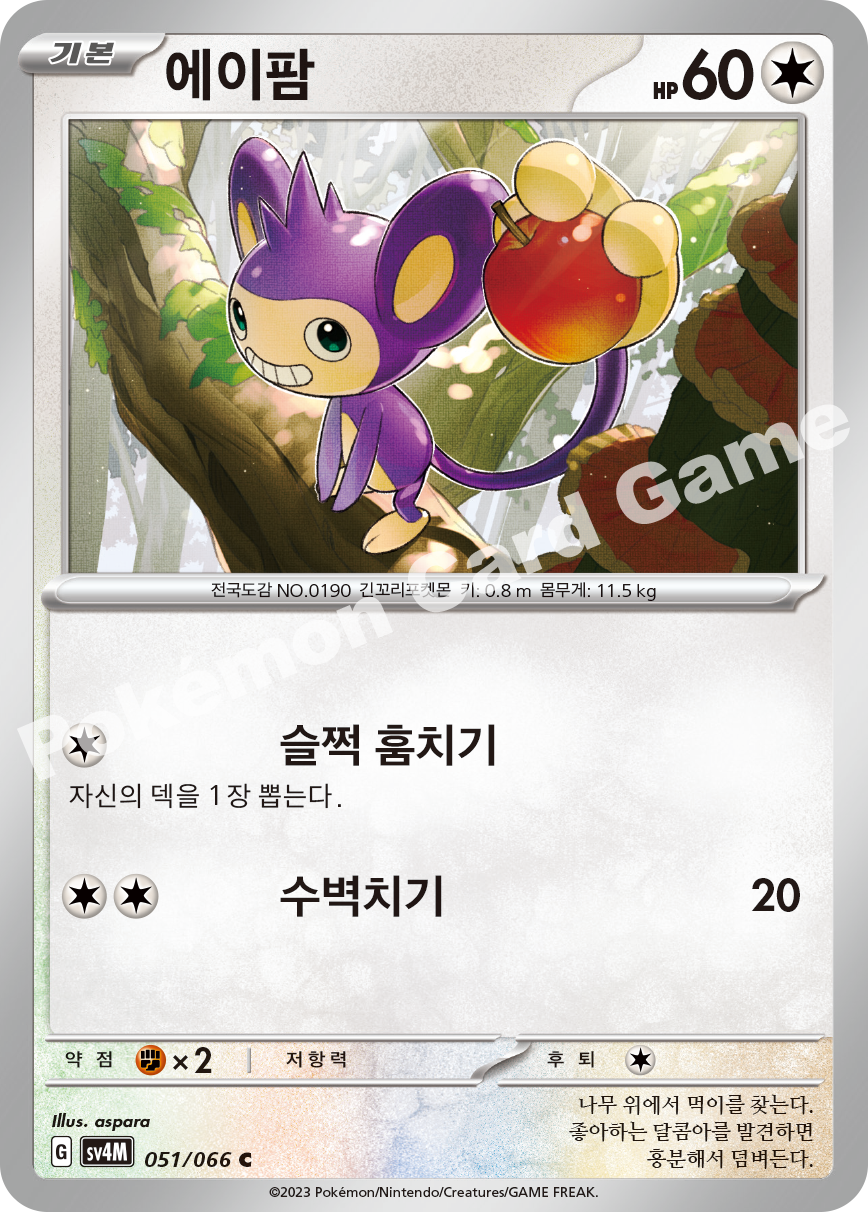 기본
에이팜
HP 60
전국도감 NO.0190 긴꼬리포켓몬 키: 0.8 m 몸무게: 11.5 kg
Pokémon Card Game
슬쩍 훔치기
자신의 덱을 1장 뽑는다.
수벽치기 20
약점 ×2 저항력 후퇴
Illus. aspara
나무 위에서 먹이를 찾는다.
좋아하는 달콤아를 발견하면
흥분해서 덤벼든다.
G sv4M 051/066 C
©2023 Pokémon/Nintendo/Creatures/GAME FREAK.